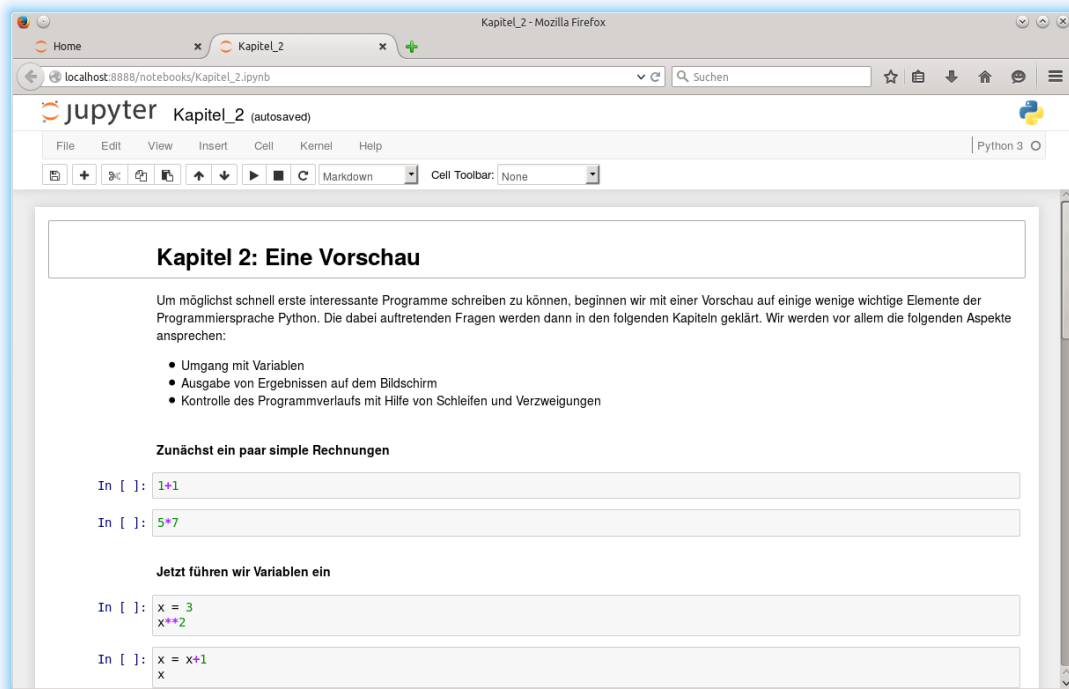 Kapitel_2 - Mozilla Firefox
Home
Kapitel_2
localhost:8888/notebooks/Kapitel_2.ipynb
Suchen
jupyter Kapitel_2 (autosaved)
File Edit View Insert Cell Kernel Help Python 3
Markdown Cell Toolbar: None
Kapitel 2: Eine Vorschau
Um möglichst schnell erste interessante Programme schreiben zu können, beginnen wir mit einer Vorschau auf einige wenige wichtige Elemente der
Programmiersprache Python. Die dabei auftretenden Fragen werden dann in den folgenden Kapiteln geklärt. Wir werden vor allem die folgenden Aspekte
ansprechen:
• Umgang mit Variablen
• Ausgabe von Ergebnissen auf dem Bildschirm
• Kontrolle des Programmverlaufs mit Hilfe von Schleifen und Verzweigungen
Zunächst ein paar simple Rechnungen
In [ ]: 1+1
In [ ]: 5*7
Jetzt führen wir Variablen ein
In [ ]: x = 3
x**2
In [ ]: x = x+1
x